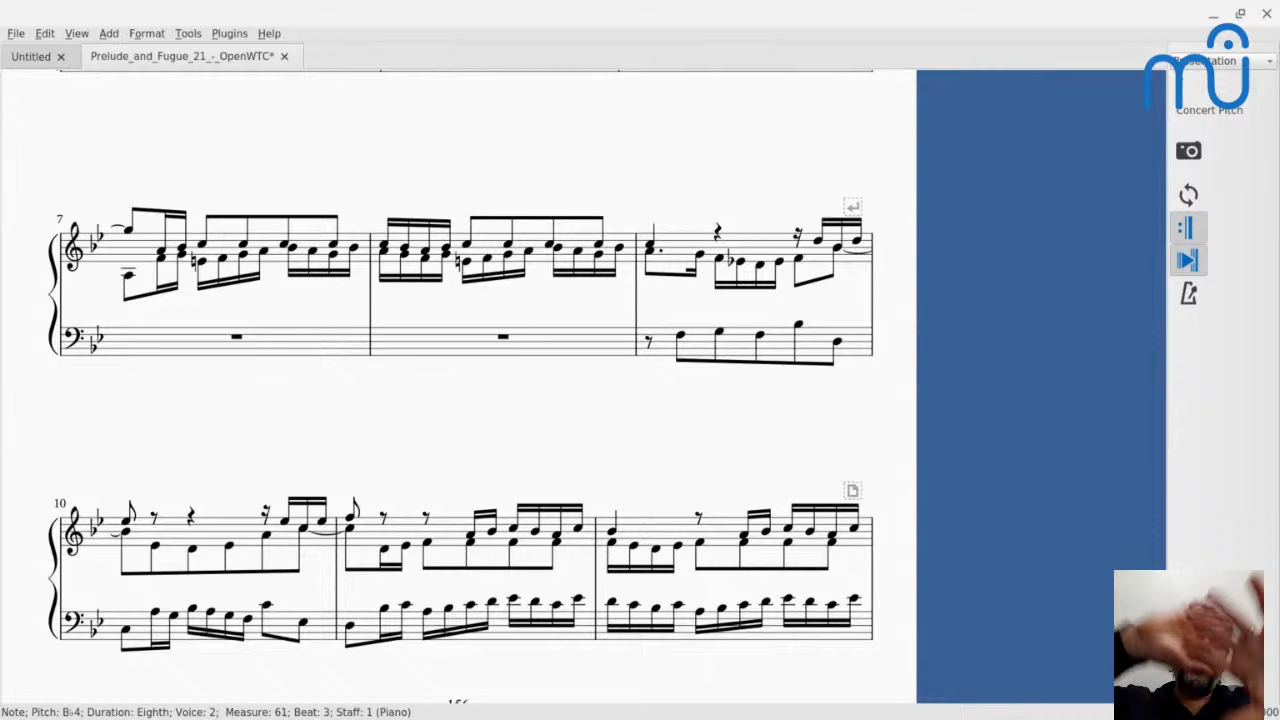 File Edit View Add Format Tools Plugins Help
Untitled
Prelude_and_Fugue_21_-_OpenWTC*
Concert Pitch
7
10
156
Note; Pitch: B♭4; Duration: Eighth; Voice: 2; Measure: 61; Beat: 3; Staff: 1 (Piano)